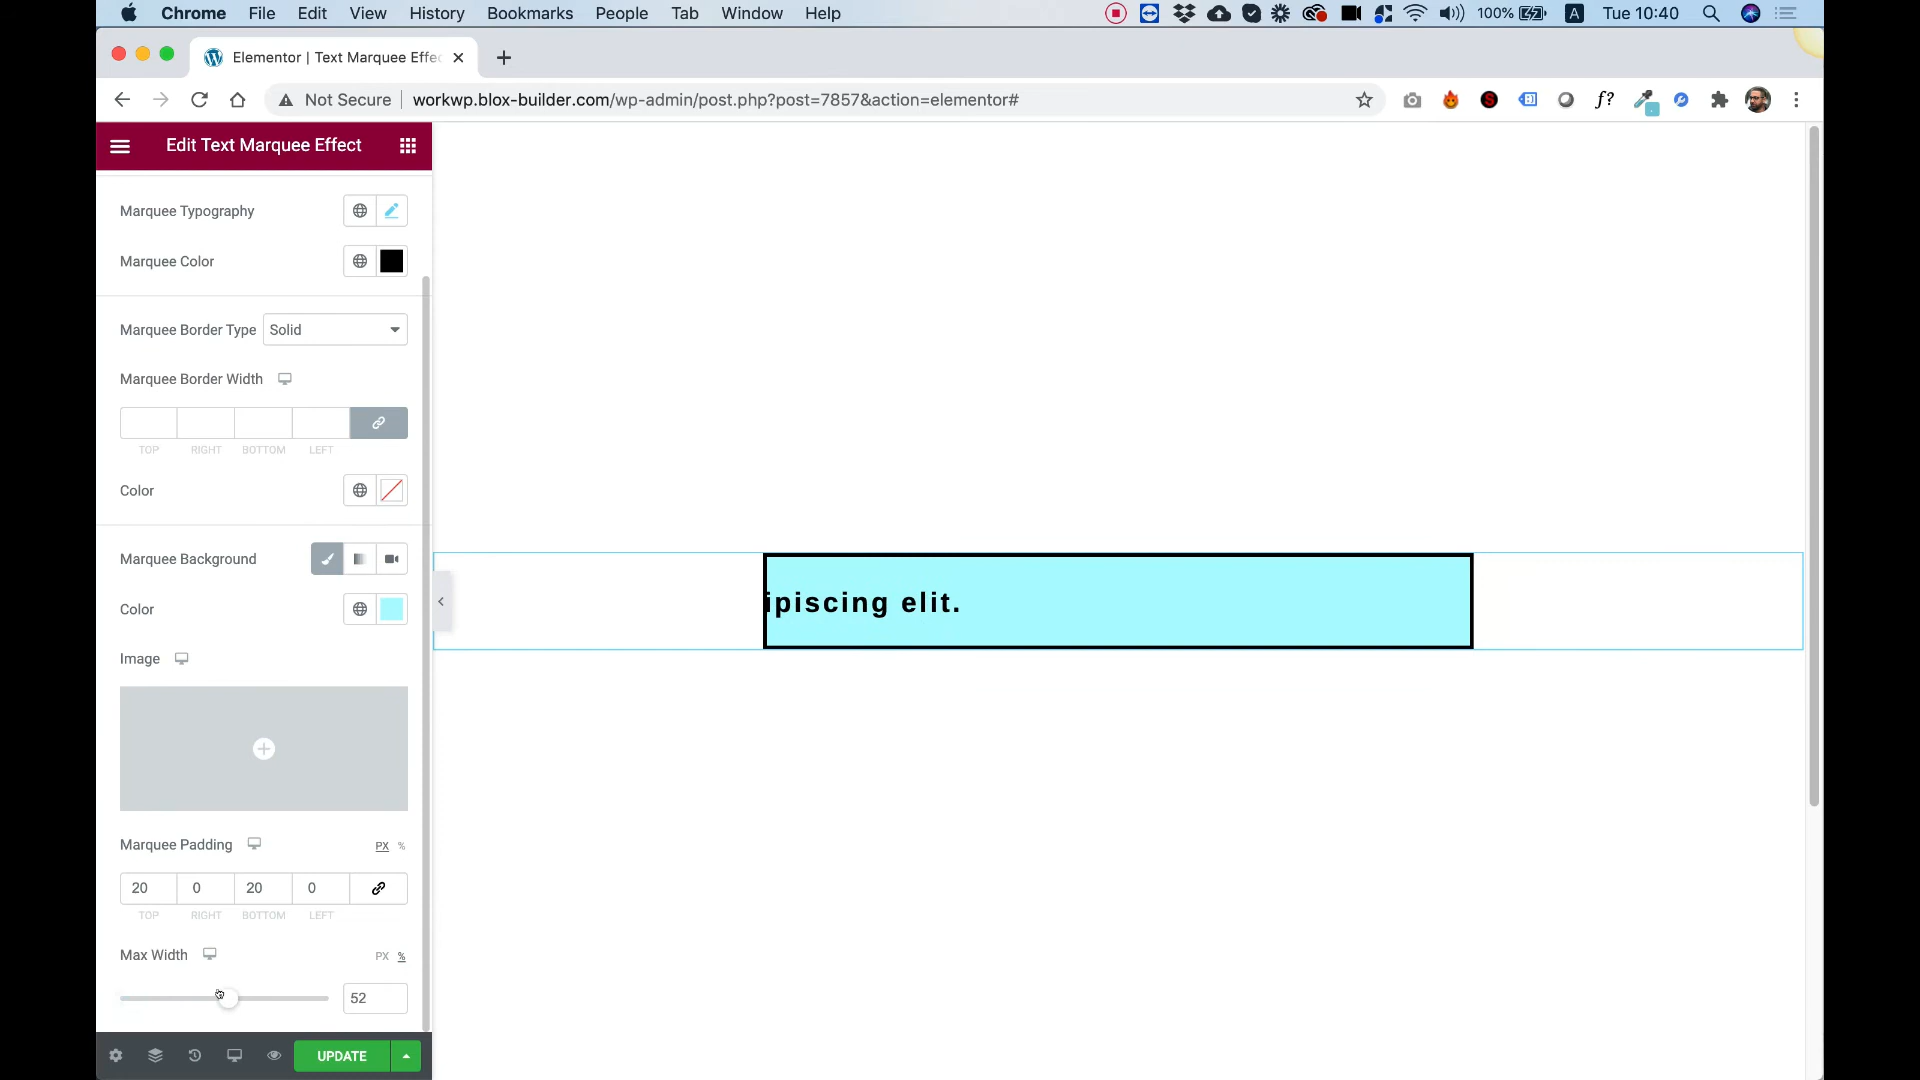 Chrome File Edit View History Bookmarks People Tab Window Help 100% A Tue 10:40
Elementor | Text Marquee Effec
Not Secure workwp.blox-builder.com/wp-admin/post.php?post=7857&action=elementor# S f?
Edit Text Marquee Effect
Marquee Typography
Marquee Color
Marquee Border Type Solid
Marquee Border Width
TOP RIGHT BOTTOM LEFT
Color
Marquee Background
Color
ipiscing elit.
Image
Marquee Padding PX %
20 0 20 0
TOP RIGHT BOTTOM LEFT
Max Width PX %
52
UPDATE